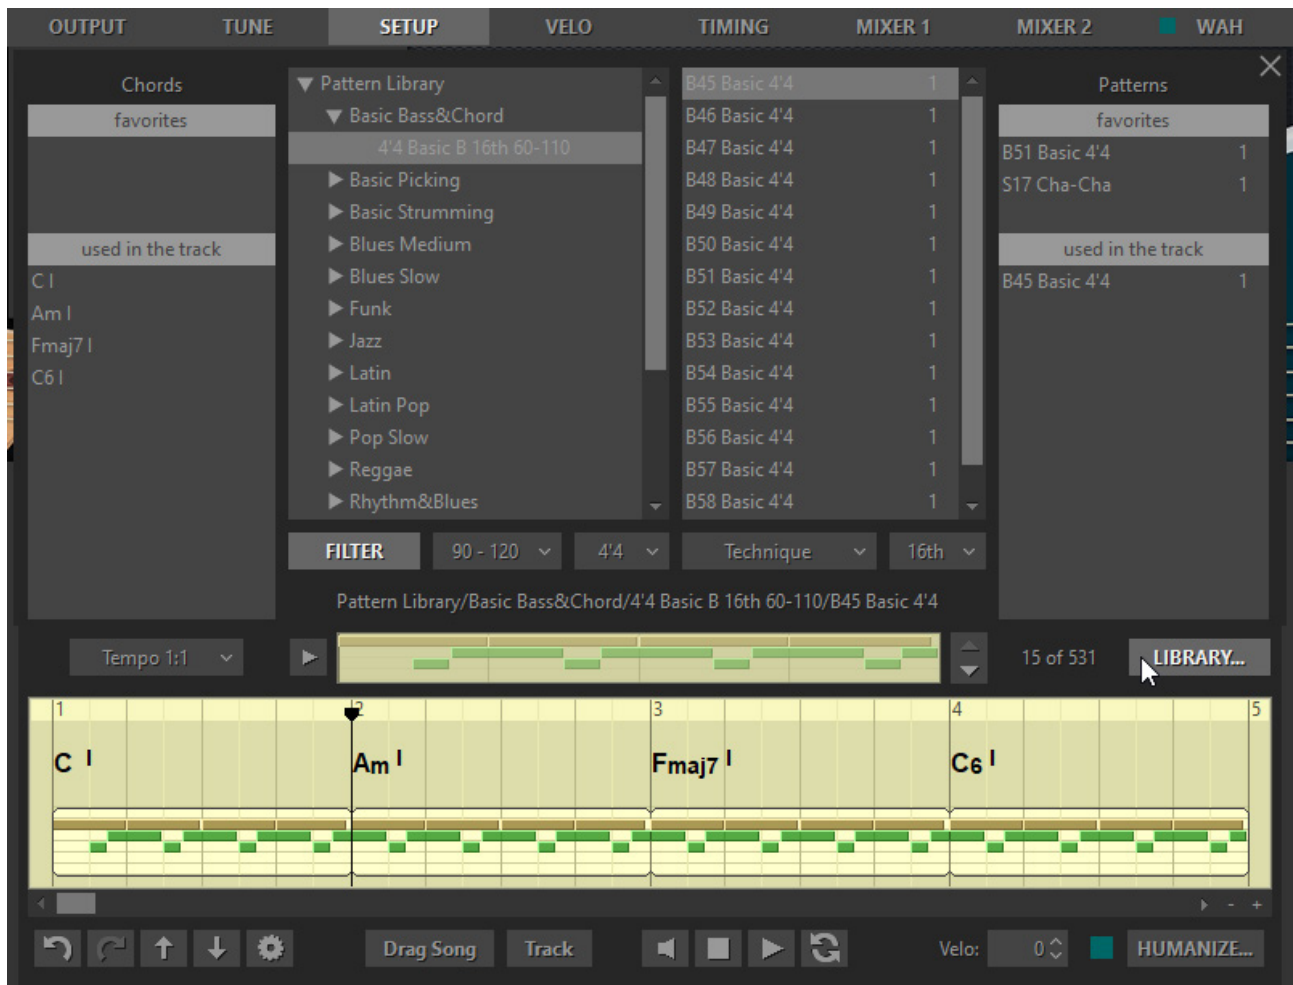 OUTPUT TUNE SETUP VELO TIMING MIXER 1 MIXER 2 WAH
Chords
favorites
used in the track
C I
Am I
Fmaj7 I
C6 I
Pattern Library
Basic Bass&Chord
4'4 Basic B 16th 60-110
Basic Picking
Basic Strumming
Blues Medium
Blues Slow
Funk
Jazz
Latin
Latin Pop
Pop Slow
Reggae
Rhythm&Blues
B45 Basic 4'4 1
B46 Basic 4'4 1
B47 Basic 4'4 1
B48 Basic 4'4 1
B49 Basic 4'4 1
B50 Basic 4'4 1
B51 Basic 4'4 1
B52 Basic 4'4 1
B53 Basic 4'4 1
B54 Basic 4'4 1
B55 Basic 4'4 1
B56 Basic 4'4 1
B57 Basic 4'4 1
B58 Basic 4'4 1
Patterns
favorites
B51 Basic 4'4 1
S17 Cha-Cha 1
used in the track
B45 Basic 4'4 1
FILTER 90 - 120 4'4 Technique 16th
Pattern Library/Basic Bass&Chord/4'4 Basic B 16th 60-110/B45 Basic 4'4
Tempo 1:1 15 of 531 LIBRARY...
1 2 3 4 5
C I Am I Fmaj7 I C6 I
- +
Drag Song Track Velo: 0 HUMANIZE...